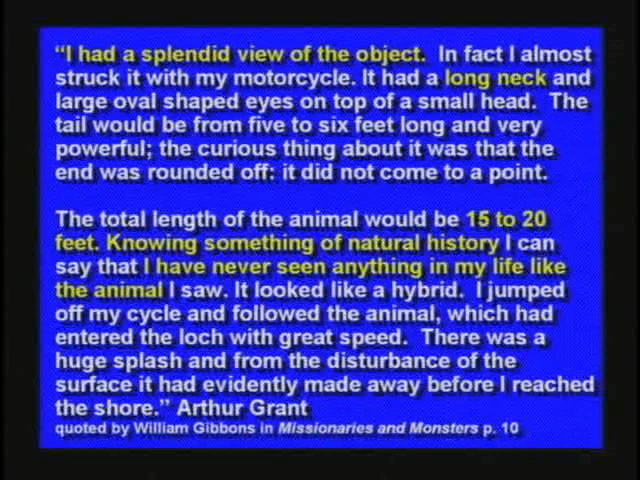 “I had a splendid view of the object. In fact I almost
struck it with my motorcycle. It had a long neck and
large oval shaped eyes on top of a small head. The
tail would be from five to six feet long and very
powerful; the curious thing about it was that the
end was rounded off: it did not come to a point.
The total length of the animal would be 15 to 20
feet. Knowing something of natural history I can
say that I have never seen anything in my life like
the animal I saw. It looked like a hybrid. I jumped
off my cycle and followed the animal, which had
entered the loch with great speed. There was a
huge splash and from the disturbance of the
surface it had evidently made away before I reached
the shore.” Arthur Grant
quoted by William Gibbons in Missionaries and Monsters p. 10